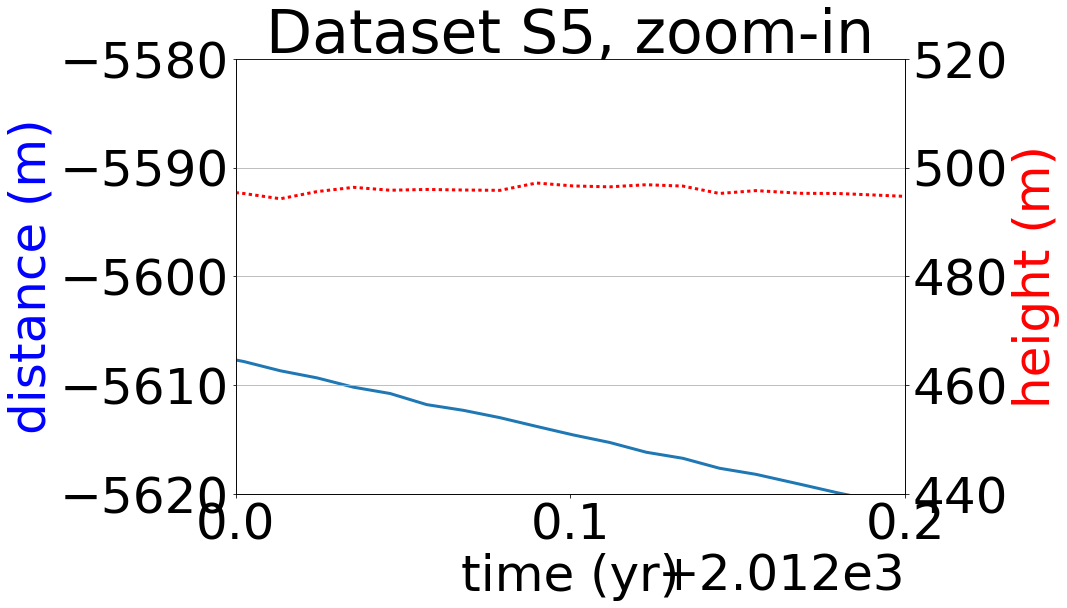 Dataset S5, zoom-in
distance (m)
−5580
−5590
−5600
−5610
−5620
520
500
480
460
440
height (m)
0.0 0.1 0.2
time (yr)
+2.012e3